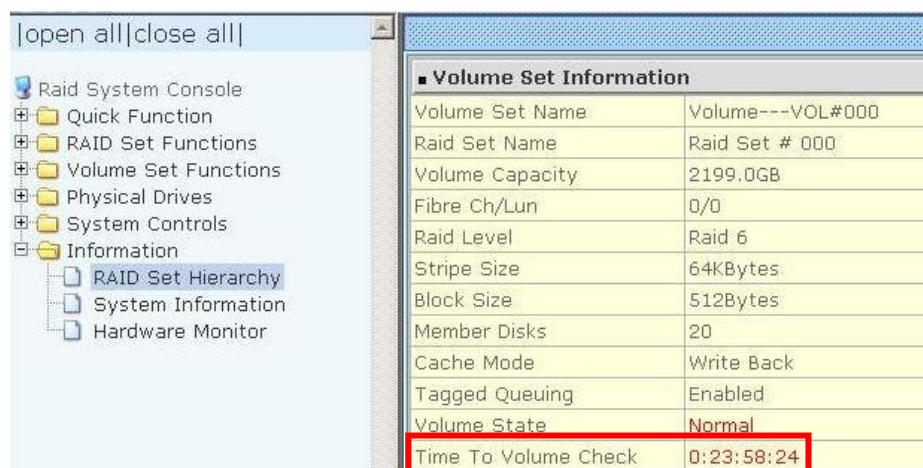 |open all|close all|
Raid System Console
Quick Function
RAID Set Functions
Volume Set Functions
Physical Drives
System Controls
Information
RAID Set Hierarchy
System Information
Hardware Monitor
Volume Set Information
Volume Set Name Volume---VOL#000
Raid Set Name Raid Set # 000
Volume Capacity 2199.0GB
Fibre Ch/Lun 0/0
Raid Level Raid 6
Stripe Size 64KBytes
Block Size 512Bytes
Member Disks 20
Cache Mode Write Back
Tagged Queuing Enabled
Volume State Normal
Time To Volume Check 0:23:58:24